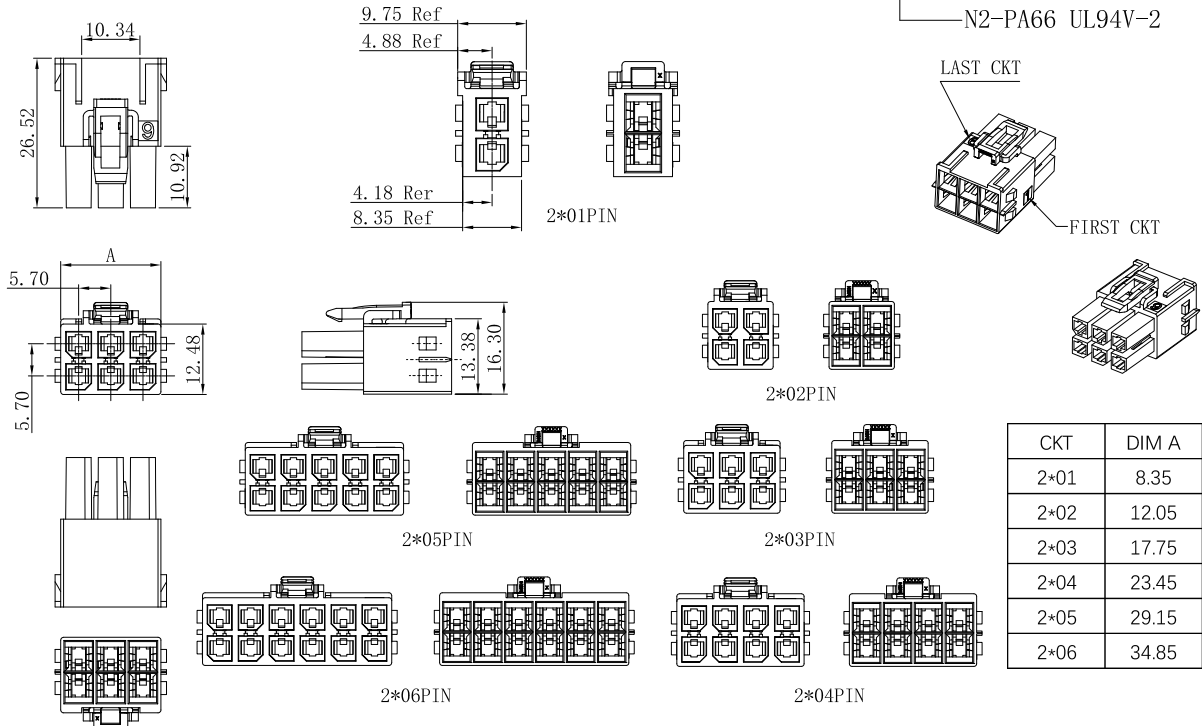 N2-PA66 UL94V-2
10.34
26.52
10.92
9
9.75 Ref
4.88 Ref
4.18 Rer
8.35 Ref
2*01PIN
LAST CKT
FIRST CKT
A
5.70
5.70
12.48
13.38
16.30
2*02PIN
2*05PIN
2*03PIN
2*06PIN
2*04PIN
CKT DIM A
2*01 8.35
2*02 12.05
2*03 17.75
2*04 23.45
2*05 29.15
2*06 34.85